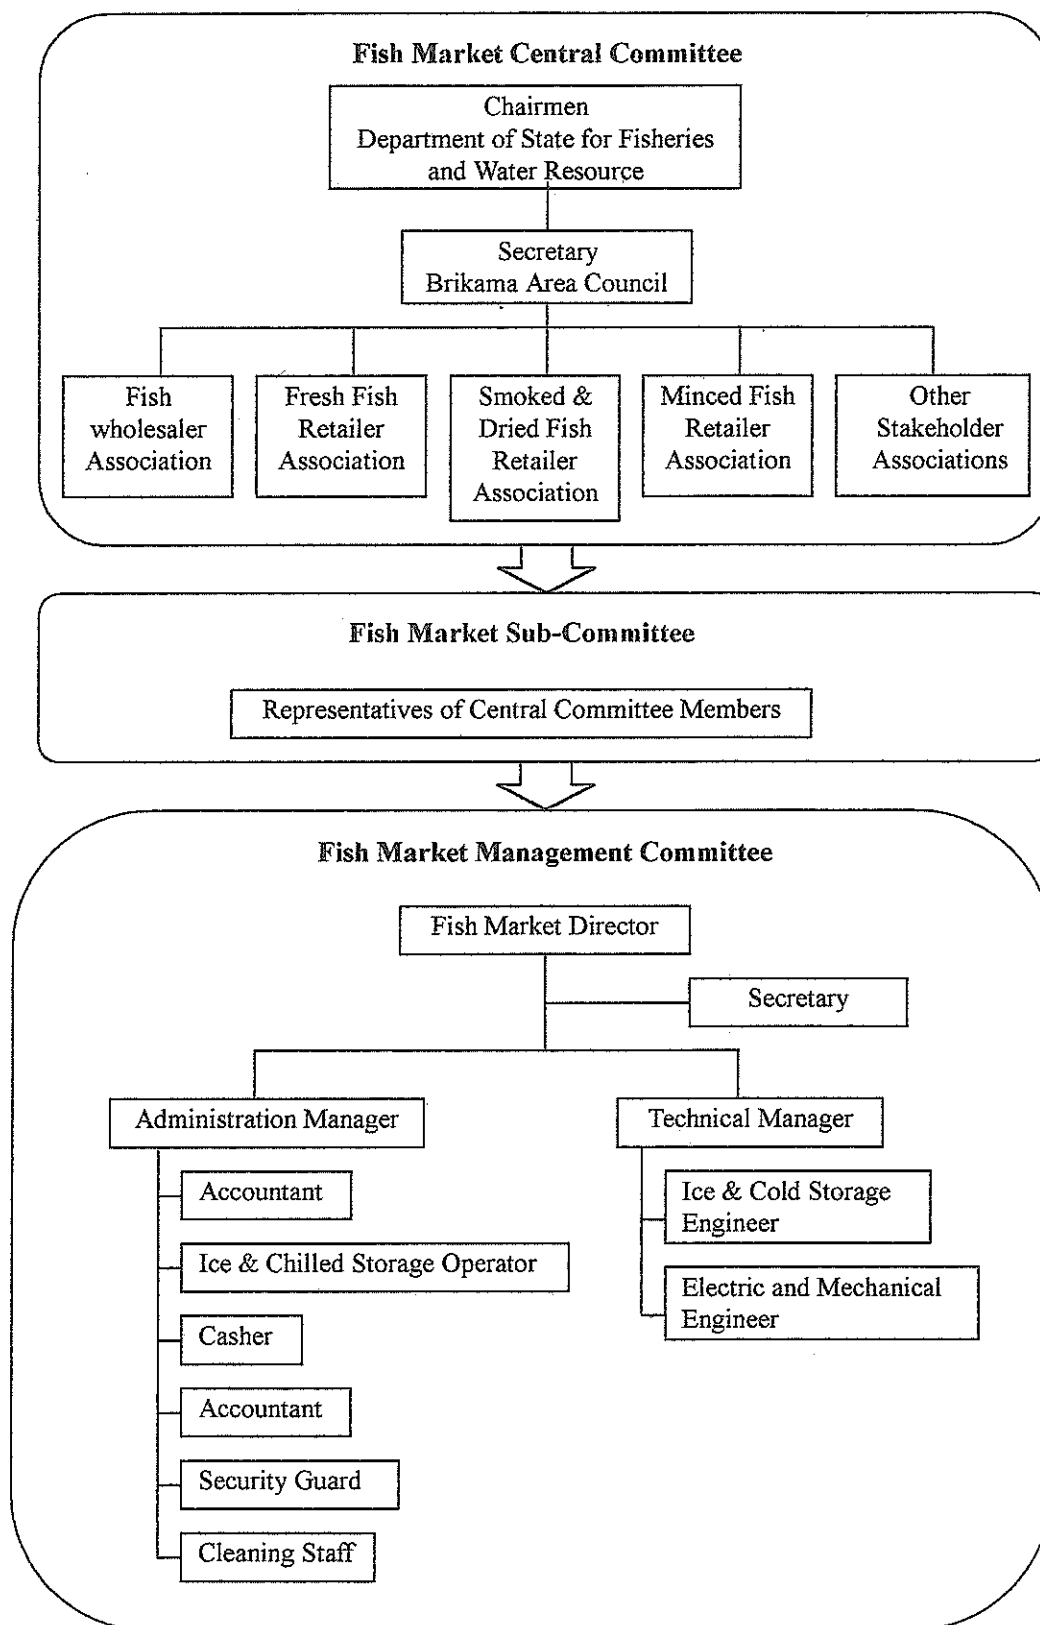 Fish Market Central Committee
Chairmen
Department of State for Fisheries
and Water Resource
Secretary
Brikama Area Council
Fish
wholesaler
Association
Fresh Fish
Retailer
Association
Smoked &
Dried Fish
Retailer
Association
Minced Fish
Retailer
Association
Other
Stakeholder
Associations
Fish Market Sub-Committee
Representatives of Central Committee Members
Fish Market Management Committee
Fish Market Director
Secretary
Administration Manager
Accountant
Ice & Chilled Storage Operator
Casher
Accountant
Security Guard
Cleaning Staff
Technical Manager
Ice & Cold Storage
Engineer
Electric and Mechanical
Engineer